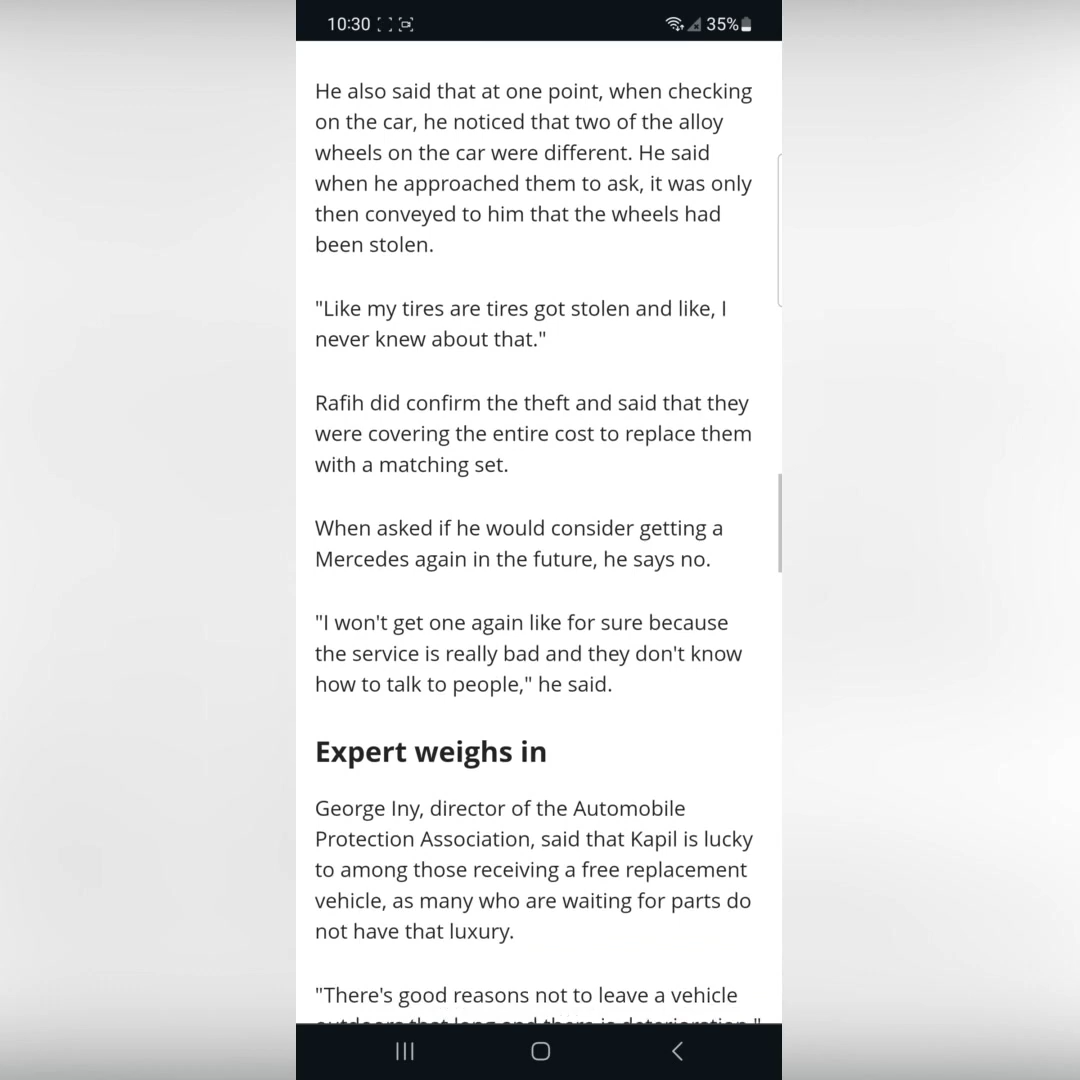 10:30
35%
He also said that at one point, when checking
on the car, he noticed that two of the alloy
wheels on the car were different. He said
when he approached them to ask, it was only
then conveyed to him that the wheels had
been stolen.
"Like my tires are tires got stolen and like, I
never knew about that."
Rafih did confirm the theft and said that they
were covering the entire cost to replace them
with a matching set.
When asked if he would consider getting a
Mercedes again in the future, he says no.
"I won't get one again like for sure because
the service is really bad and they don't know
how to talk to people," he said.
Expert weighs in
George Iny, director of the Automobile
Protection Association, said that Kapil is lucky
to among those receiving a free replacement
vehicle, as many who are waiting for parts do
not have that luxury.
"There's good reasons not to leave a vehicle
outdoors that long and there is deterioration,"